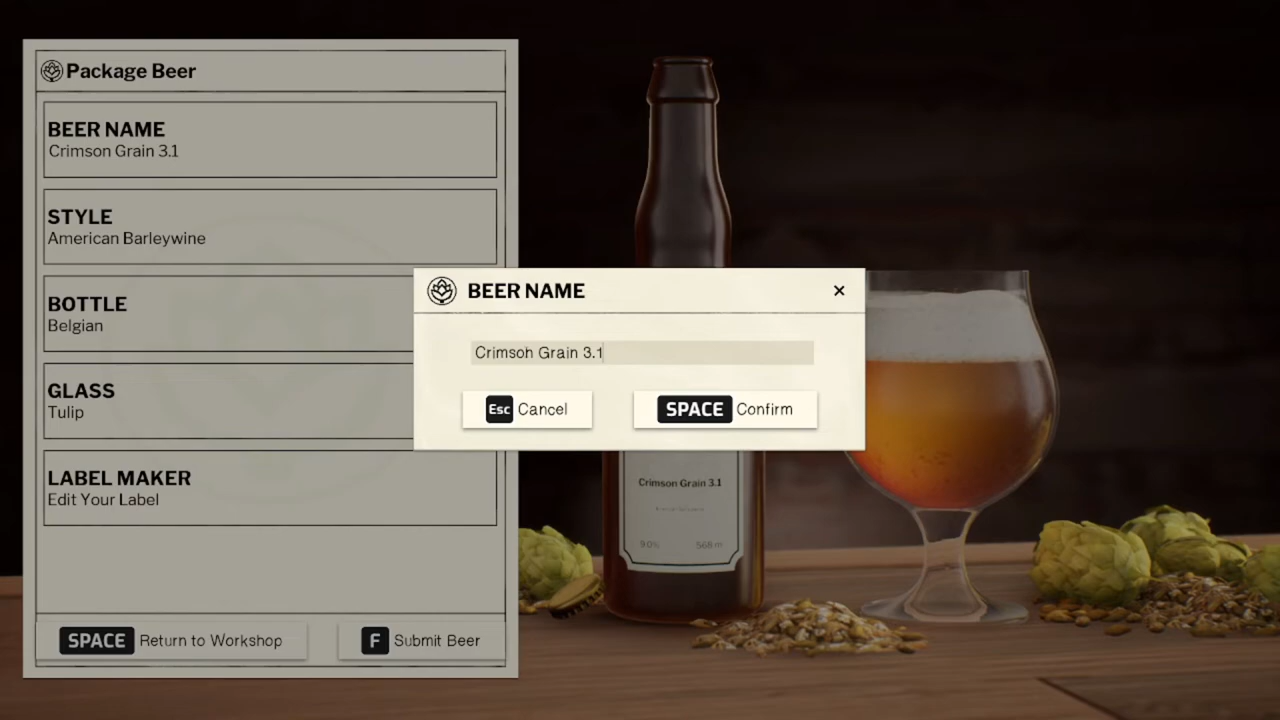 Package Beer
BEER NAME
Crimson Grain 3.1
STYLE
American Barleywine
BOTTLE
Belgian
GLASS
Tulip
LABEL MAKER
Edit Your Label
SPACE Return to Workshop
F Submit Beer
BEER NAME
×
Crimson Grain 3.1
Esc Cancel
SPACE Confirm
Crimson Grain 3.1
9.0% 568 m